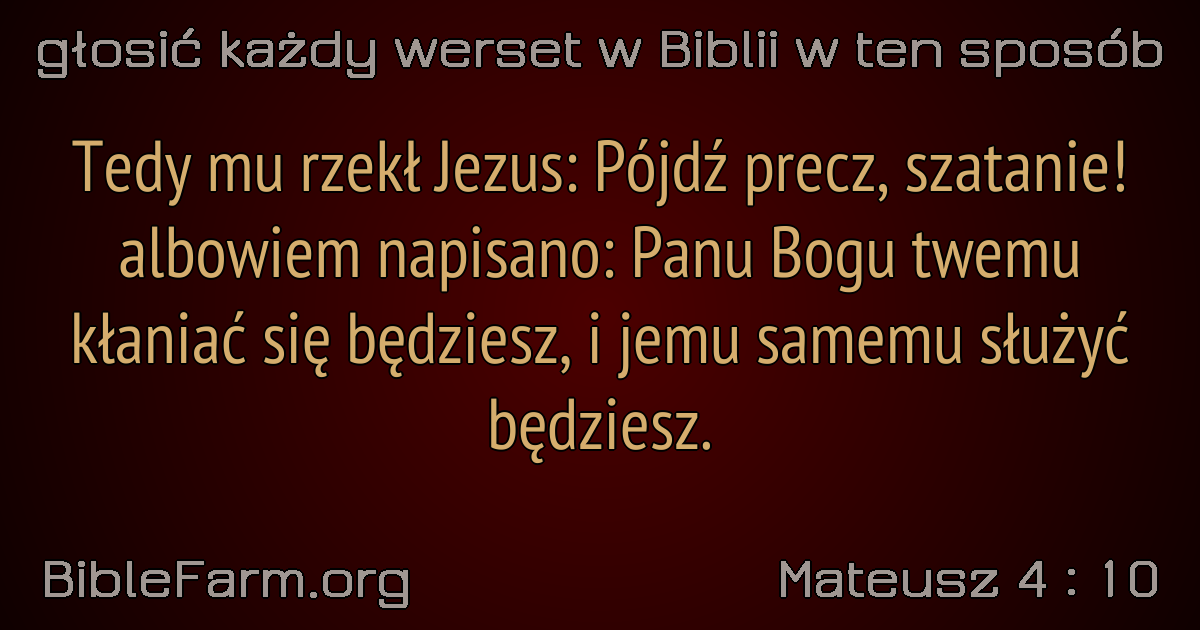 głosić każdy werset w Biblii w ten sposób
Tedy mu rzekł Jezus: Pójdź precz, szatanie!
albowiem napisano: Panu Bogu twemu
kłaniać się będziesz, i jemu samemu służyć
będziesz.
BibleFarm.org
Mateusz 4 : 10